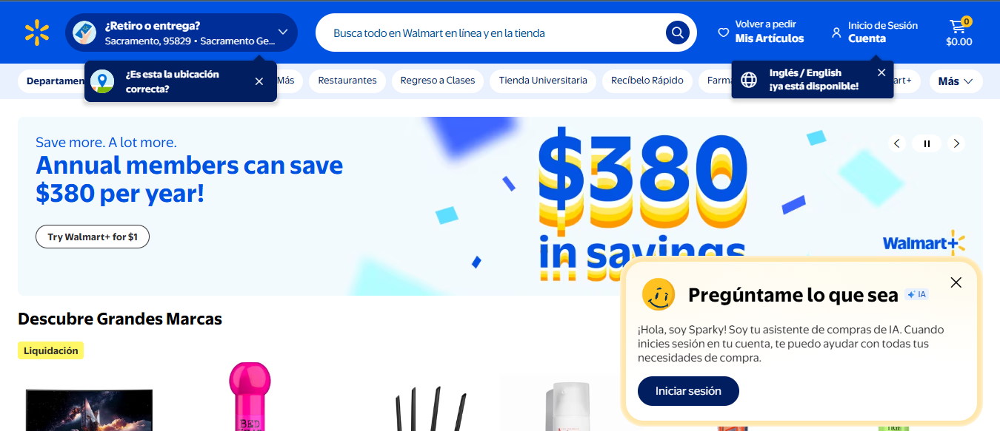 ¿Retiro o entrega?
Sacramento, 95829 • Sacramento Ge...
Busca todo en Walmart en línea y en la tienda
Volver a pedir
Mis Artículos
Inicio de Sesión
Cuenta
0
$0.00
Departamen
¿Es esta la ubicación
correcta?
Más
Restaurantes
Regreso a Clases
Tienda Universitaria
Recíbelo Rápido
Farma
Inglés / English
¡ya está disponible!
art+
Más
Save more. A lot more.
Annual members can save
$380 per year!
Try Walmart+ for $1
$380
in savings
Walmart+
Pregúntame lo que sea
IA
¡Hola, soy Sparky! Soy tu asistente de compras de IA. Cuando
inicies sesión en tu cuenta, te puedo ayudar con todas tus
necesidades de compra.
Iniciar sesión
Descubre Grandes Marcas
Liquidación
BED